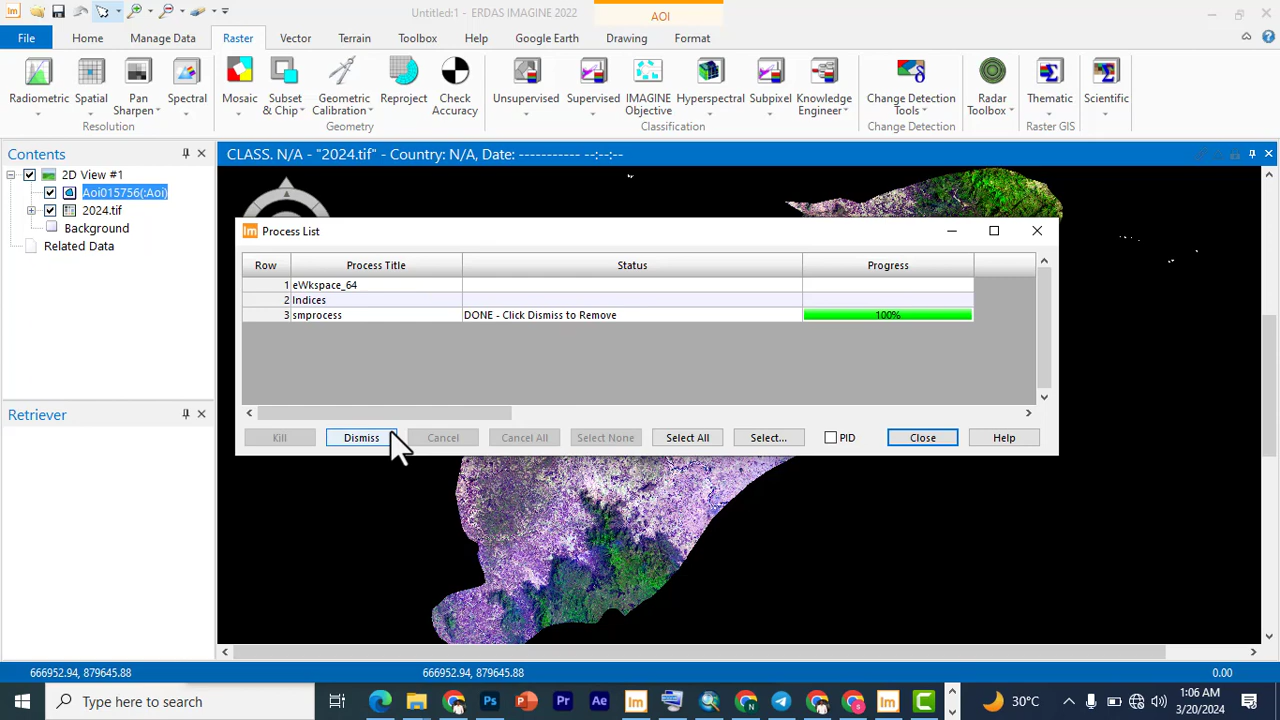 Untitled:1 - ERDAS IMAGINE 2022
AOI
File
Home
Manage Data
Raster
Vector
Terrain
Toolbox
Help
Google Earth
Drawing
Format
Radiometric
Spatial
Pan
Sharpen
Spectral
Mosaic
Subset
& Chip
Geometric
Calibration
Reproject
Check
Accuracy
Unsupervised
Supervised
IMAGINE
Objective
Hyperspectral
Subpixel
Knowledge
Engineer
Change Detection
Tools
Radar
Toolbox
Thematic
Scientific
Resolution
Geometry
Classification
Change Detection
Raster GIS
Contents
CLASS. N/A - "2024.tif" - Country: N/A, Date: ----------- --:--:--
2D View #1
Aoi015756(:Aoi)
2024.tif
Background
Related Data
Im Process List
Row Process Title Status Progress
1 eWkspace_64
2 Indices
3 smprocess DONE - Click Dismiss to Remove 100%
Kill Dismiss Cancel Cancel All Select None Select All Select... PID Close Help
Retriever
666952.94, 879645.88
666952.94, 879645.88
0.00
Type here to search
30°C
1:06 AM
3/20/2024